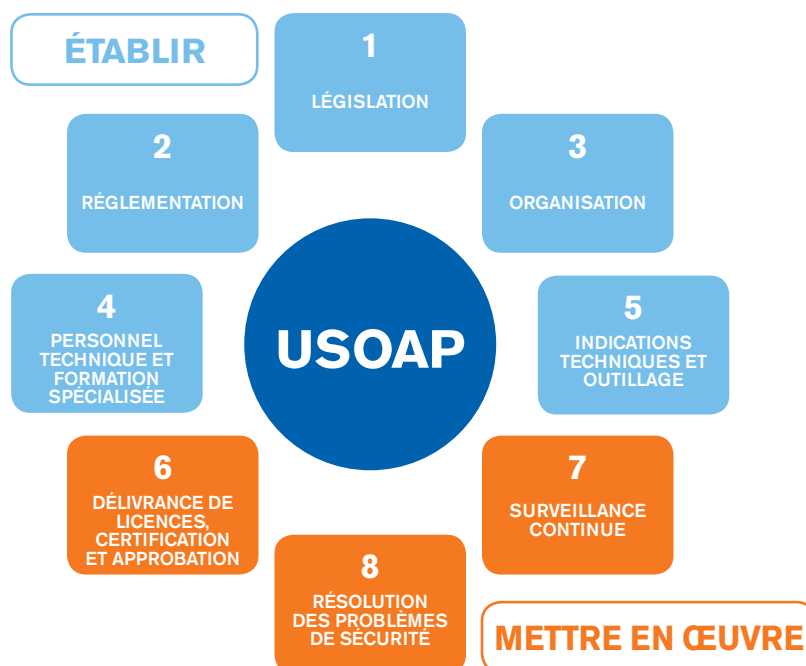 ÉTABLIR
1
LÉGISLATION
2
RÉGLEMENTATION
3
ORGANISATION
USOAP
4
PERSONNEL
TECHNIQUE ET
FORMATION
SPÉCIALISÉE
5
INDICATIONS
TECHNIQUES ET
OUTILLAGE
6
DÉLIVRANCE DE
LICENCES,
CERTIFICATION
ET APPROBATION
7
SURVEILLANCE
CONTINUE
8
RÉSOLUTION
DES PROBLÈMES
DE SÉCURITÉ
METTRE EN ŒUVRE